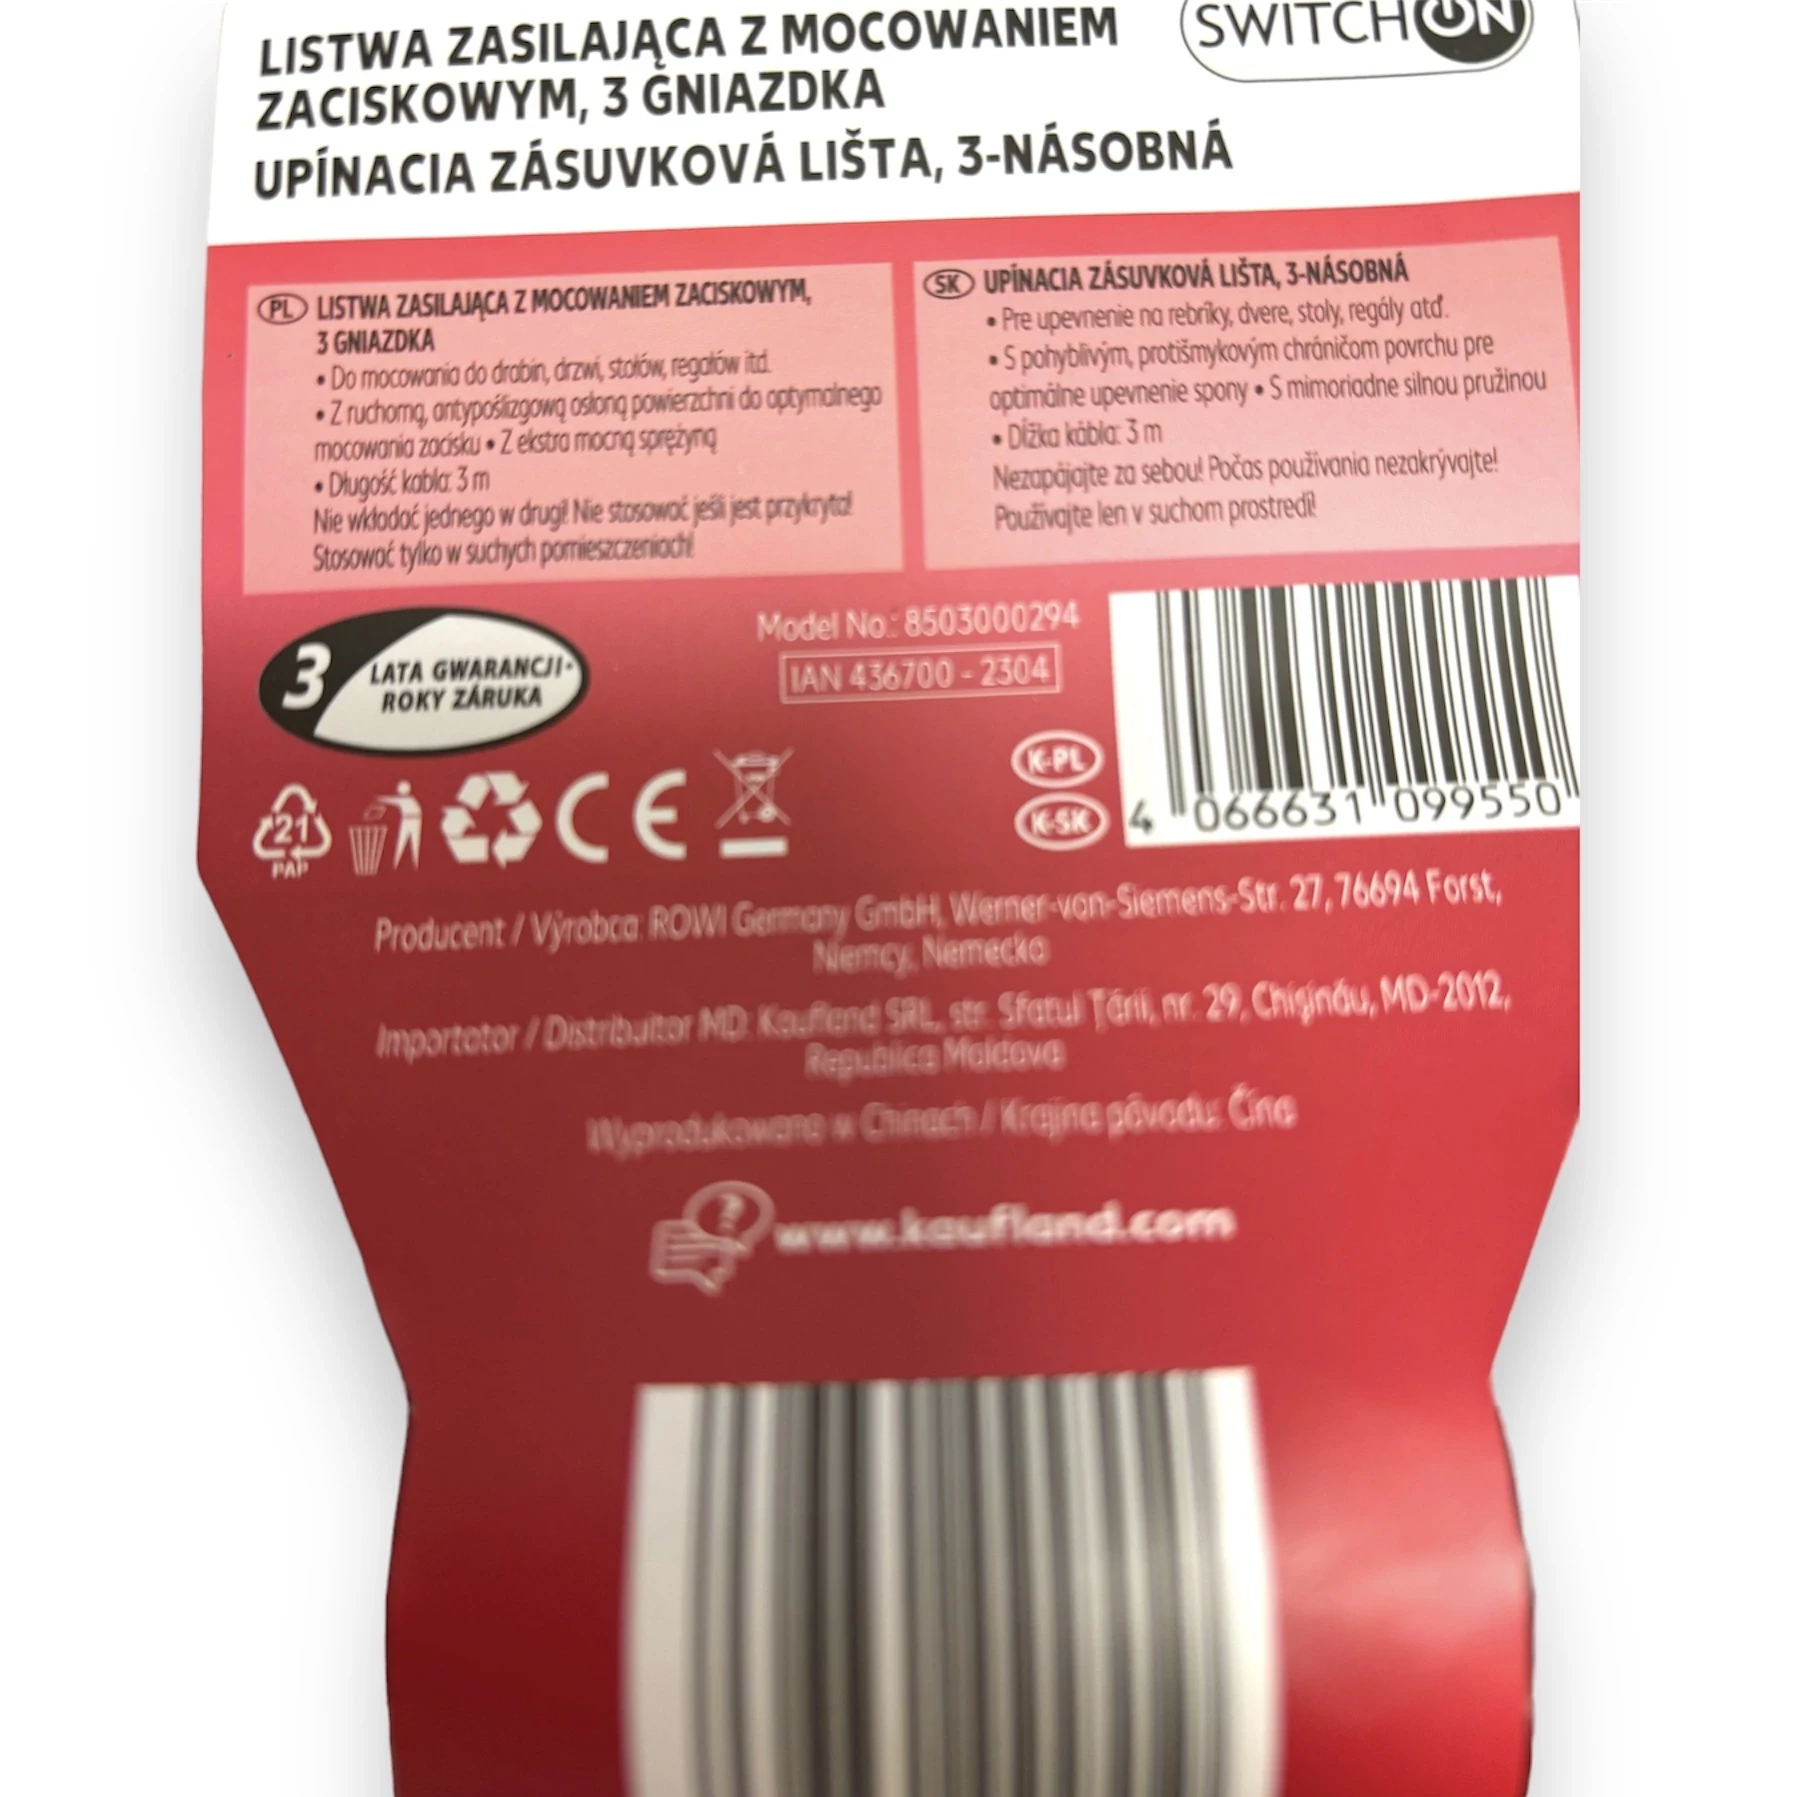 LISTWA ZASILAJĄCA Z MOCOWANIEM
ZACISKOWYM, 3 GNIAZDKA
UPÍNACIA ZÁSUVKOVÁ LIŠTA, 3-NÁSOBNÁ
SWITCH ON
PL LISTWA ZASILAJĄCA Z MOCOWANIEM ZACISKOWYM,
3 GNIAZDKA
• Do mocowania do drabin, drzwi, stołów, regałów itd.
• Z ruchomą, antypoślizgową osłoną powierzchni do optymalnego
mocowania zacisku • Z ekstra mocną sprężyną
• Długość kabla: 3 m
Nie wkładać jednego w drugi! Nie stosować jeśli jest przykryta!
Stosować tylko w suchych pomieszczeniach!
SK UPÍNACIA ZÁSUVKOVÁ LIŠTA, 3-NÁSOBNÁ
• Pre upevnenie na rebríky, dvere, stoly, regály atď.
• S pohyblivým, protišmykovým chráničom povrchu pre
optimálne upevnenie spony • S mimoriadne silnou pružinou
• Dĺžka kábla: 3 m
Nezapájajte za sebou! Počas používania nezakrývajte!
Používajte len v suchom prostredí!
3 LATA GWARANCJI•
ROKY ZÁRUKA
Model No.: 8503000294
IAN 436700 - 2304
K-PL
K-SK
4 066631 099550
21
PAP
CE
Producent / Výrobca: ROWI Germany GmbH, Werner-von-Siemens-Str. 27, 76694 Forst,
Niemcy, Nemecko
Importator / Distribuitor MD: Kaufland SRL, str. Sfatul Țării, nr. 29, Chișinău, MD-2012,
Republica Moldova
Wyprodukowano w Chinach / Krajina pôvodu: Čína
www.kaufland.com